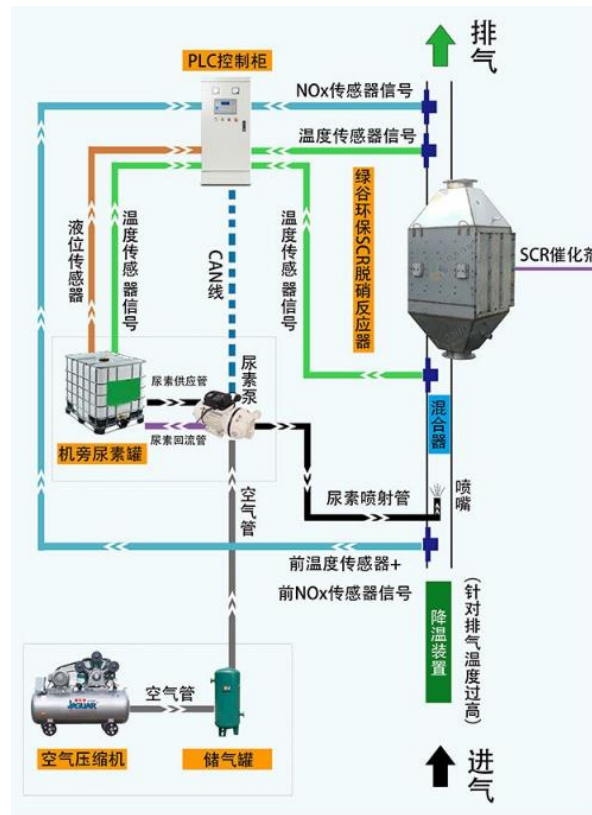 排气
PLC控制柜
NOx传感器信号
温度传感器信号
绿谷环保SCR脱硝反应器
SCR催化剂
液位传感器
温度传感器信号
CAN线
温度传感器信号
尿素泵
尿素供应管
尿素回流管
机旁尿素罐
混合器
喷嘴
尿素喷射管
空气管
前温度传感器+
前NOx传感器信号
降温装置
(针对排气温度过高)
空气管
JAGUAR
空气压缩机
储气罐
进气